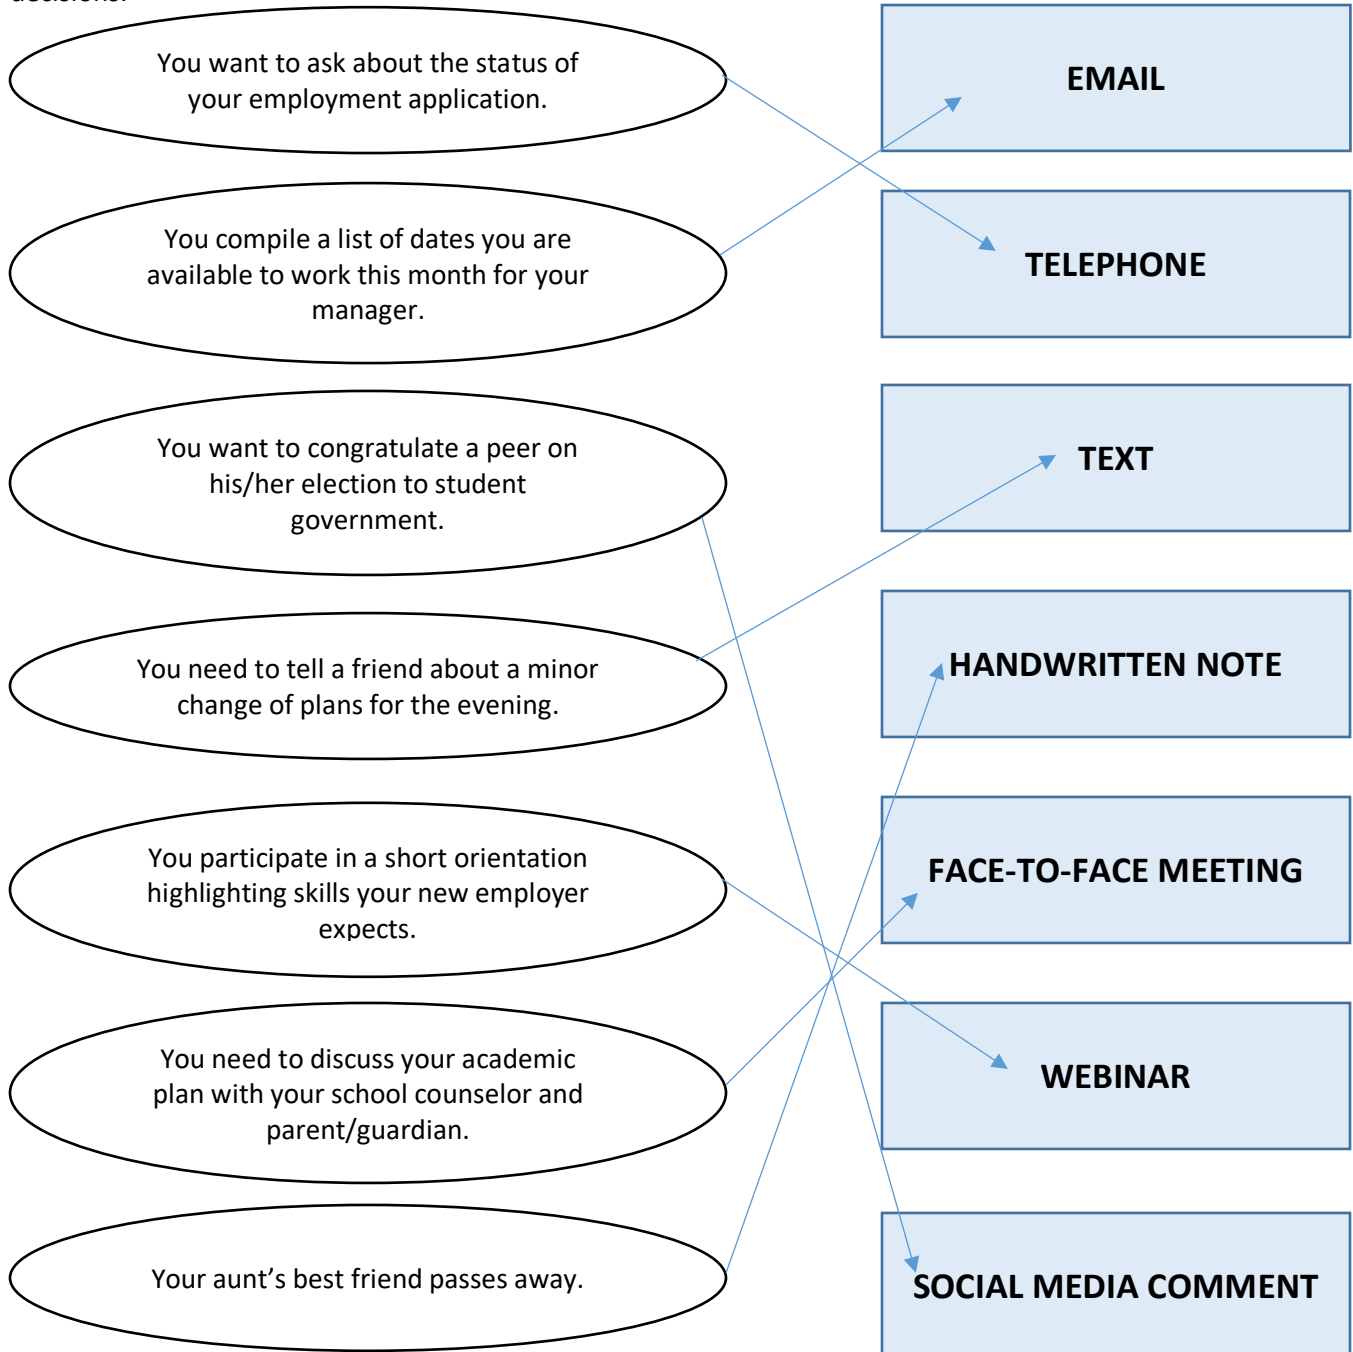 decisions.
You want to ask about the status of
your employment application.
EMAIL
You compile a list of dates you are
available to work this month for your
manager.
TELEPHONE
You want to congratulate a peer on
his/her election to student
government.
TEXT
You need to tell a friend about a minor
change of plans for the evening.
HANDWRITTEN NOTE
You participate in a short orientation
highlighting skills your new employer
expects.
FACE-TO-FACE MEETING
You need to discuss your academic
plan with your school counselor and
parent/guardian.
WEBINAR
Your aunt’s best friend passes away.
SOCIAL MEDIA COMMENT